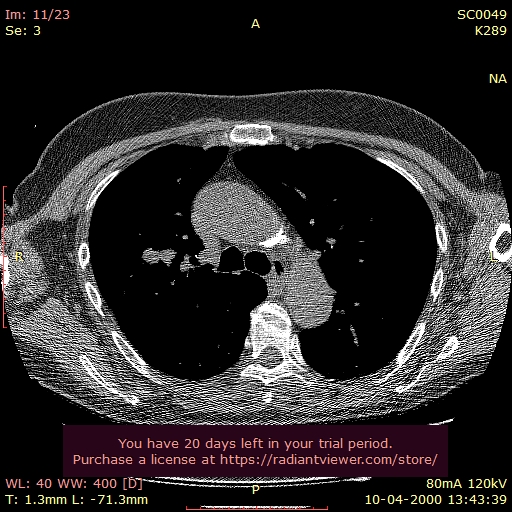 Im: 11/23
Se: 3
A
SC0049
K289
NA
R
L
You have 20 days left in your trial period.
Purchase a license at https://radiantviewer.com/store/
WL: 40 WW: 400 [D]
T: 1.3mm L: -71.3mm
P
80mA 120kV
10-04-2000 13:43:39